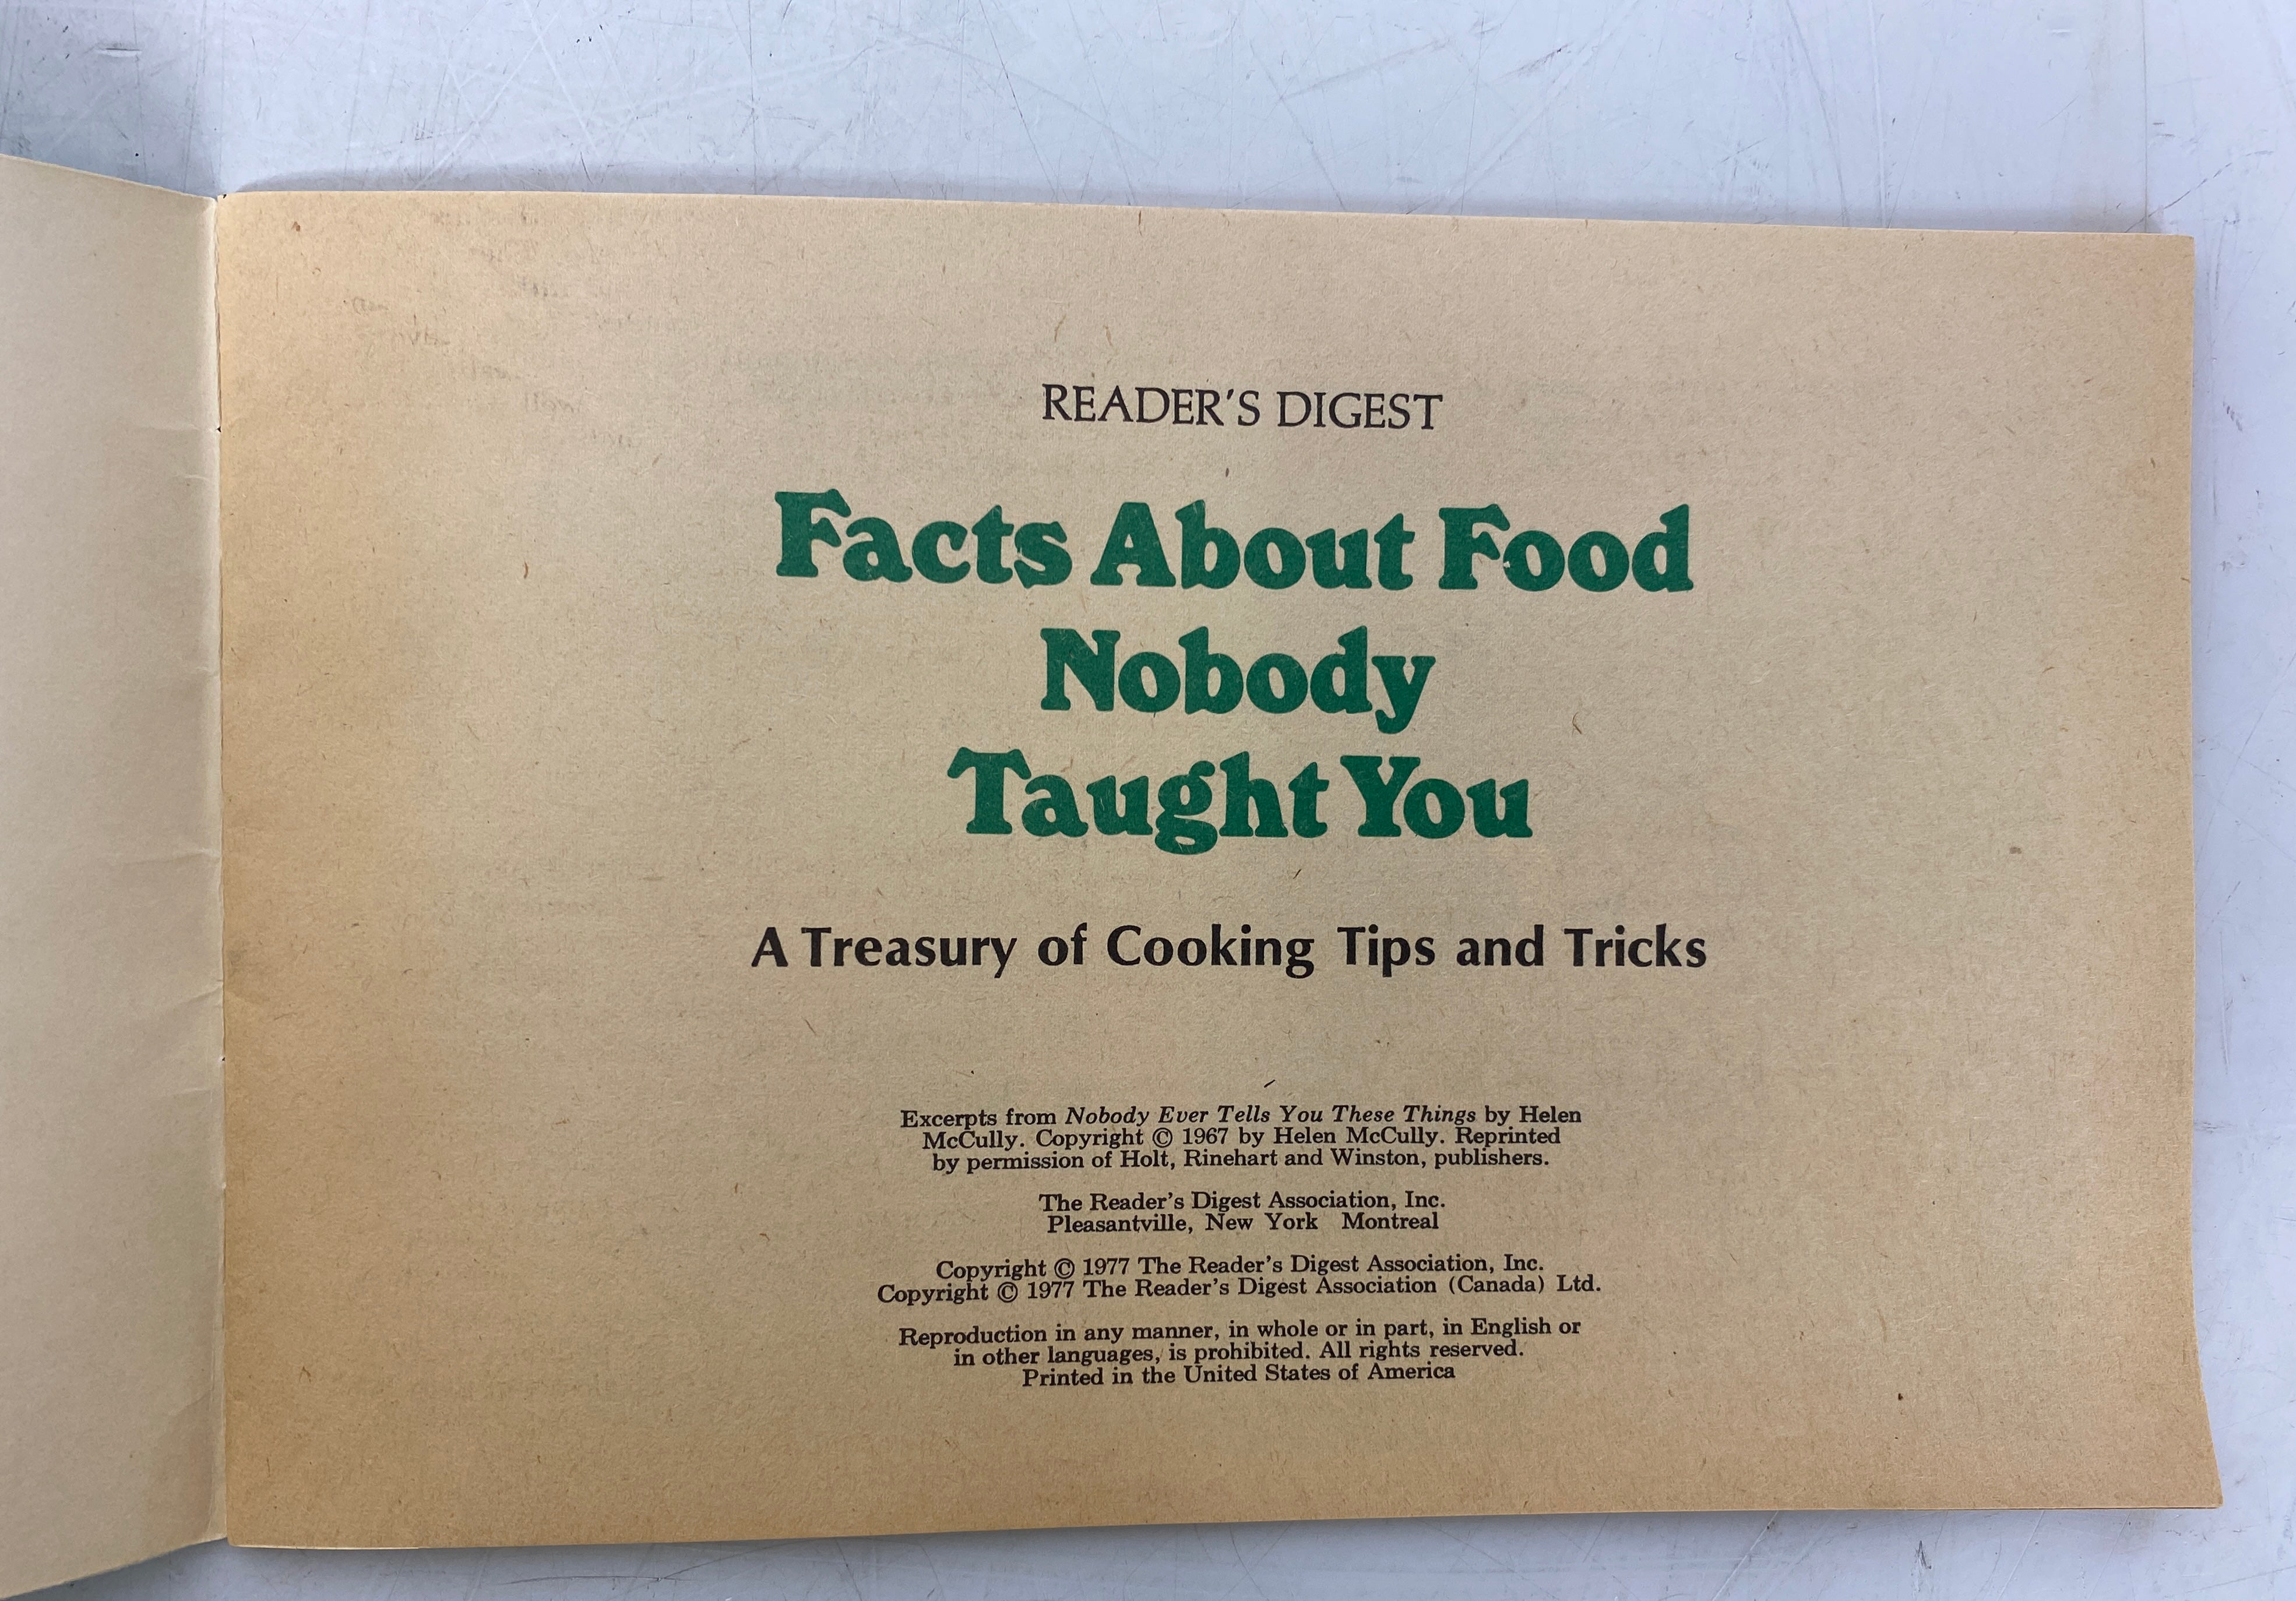 READER'S DIGEST
Facts About Food
Nobody
Taught You
A Treasury of Cooking Tips and Tricks
Excerpts from Nobody Ever Tells You These Things by Helen
McCully. Copyright © 1967 by Helen McCully. Reprinted
by permission of Holt, Rinehart and Winston, publishers.
The Reader's Digest Association, Inc.
Pleasantville, New York Montreal
Copyright © 1977 The Reader's Digest Association, Inc.
Copyright © 1977 The Reader's Digest Association (Canada) Ltd.
Reproduction in any manner, in whole or in part, in English or
in other languages, is prohibited. All rights reserved.
Printed in the United States of America